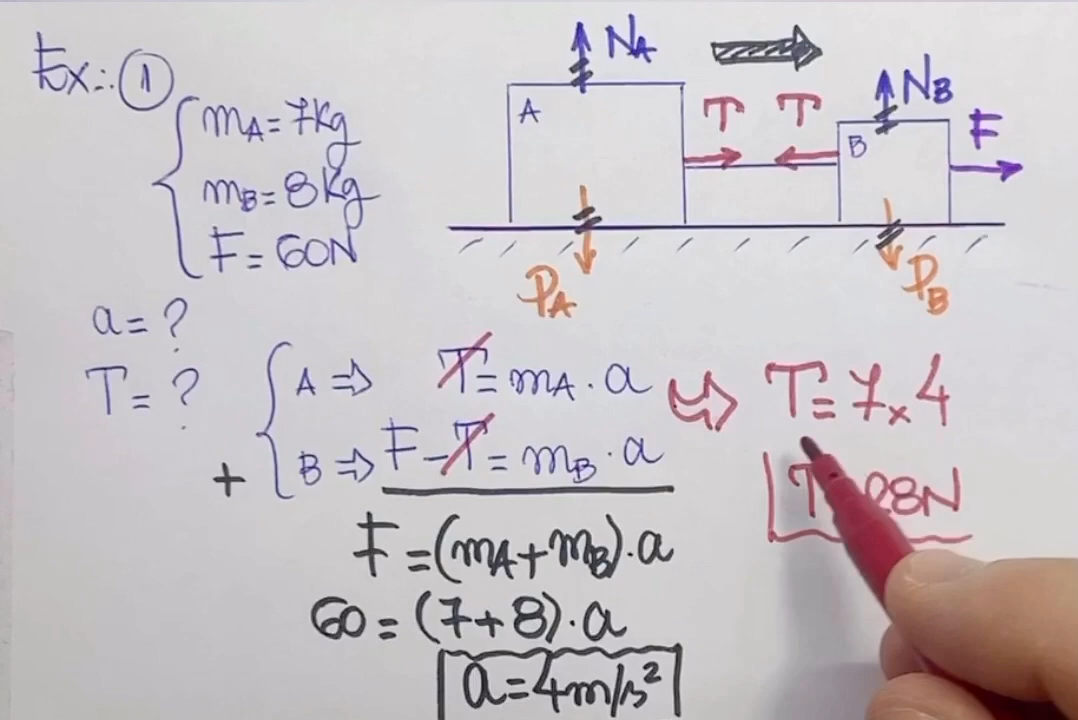 Ex.: 1
mA = 7kg
mB = 8kg
F = 60N
a = ?
T = ?
NA
NB
A
T T
B
F
PA
PB
+
A ⇒ T = mA . a
B ⇒ F - T = mB . a
F = (mA + mB) . a
60 = (7+8) . a
a = 4m/s²
T = 7 x 4
T 28N